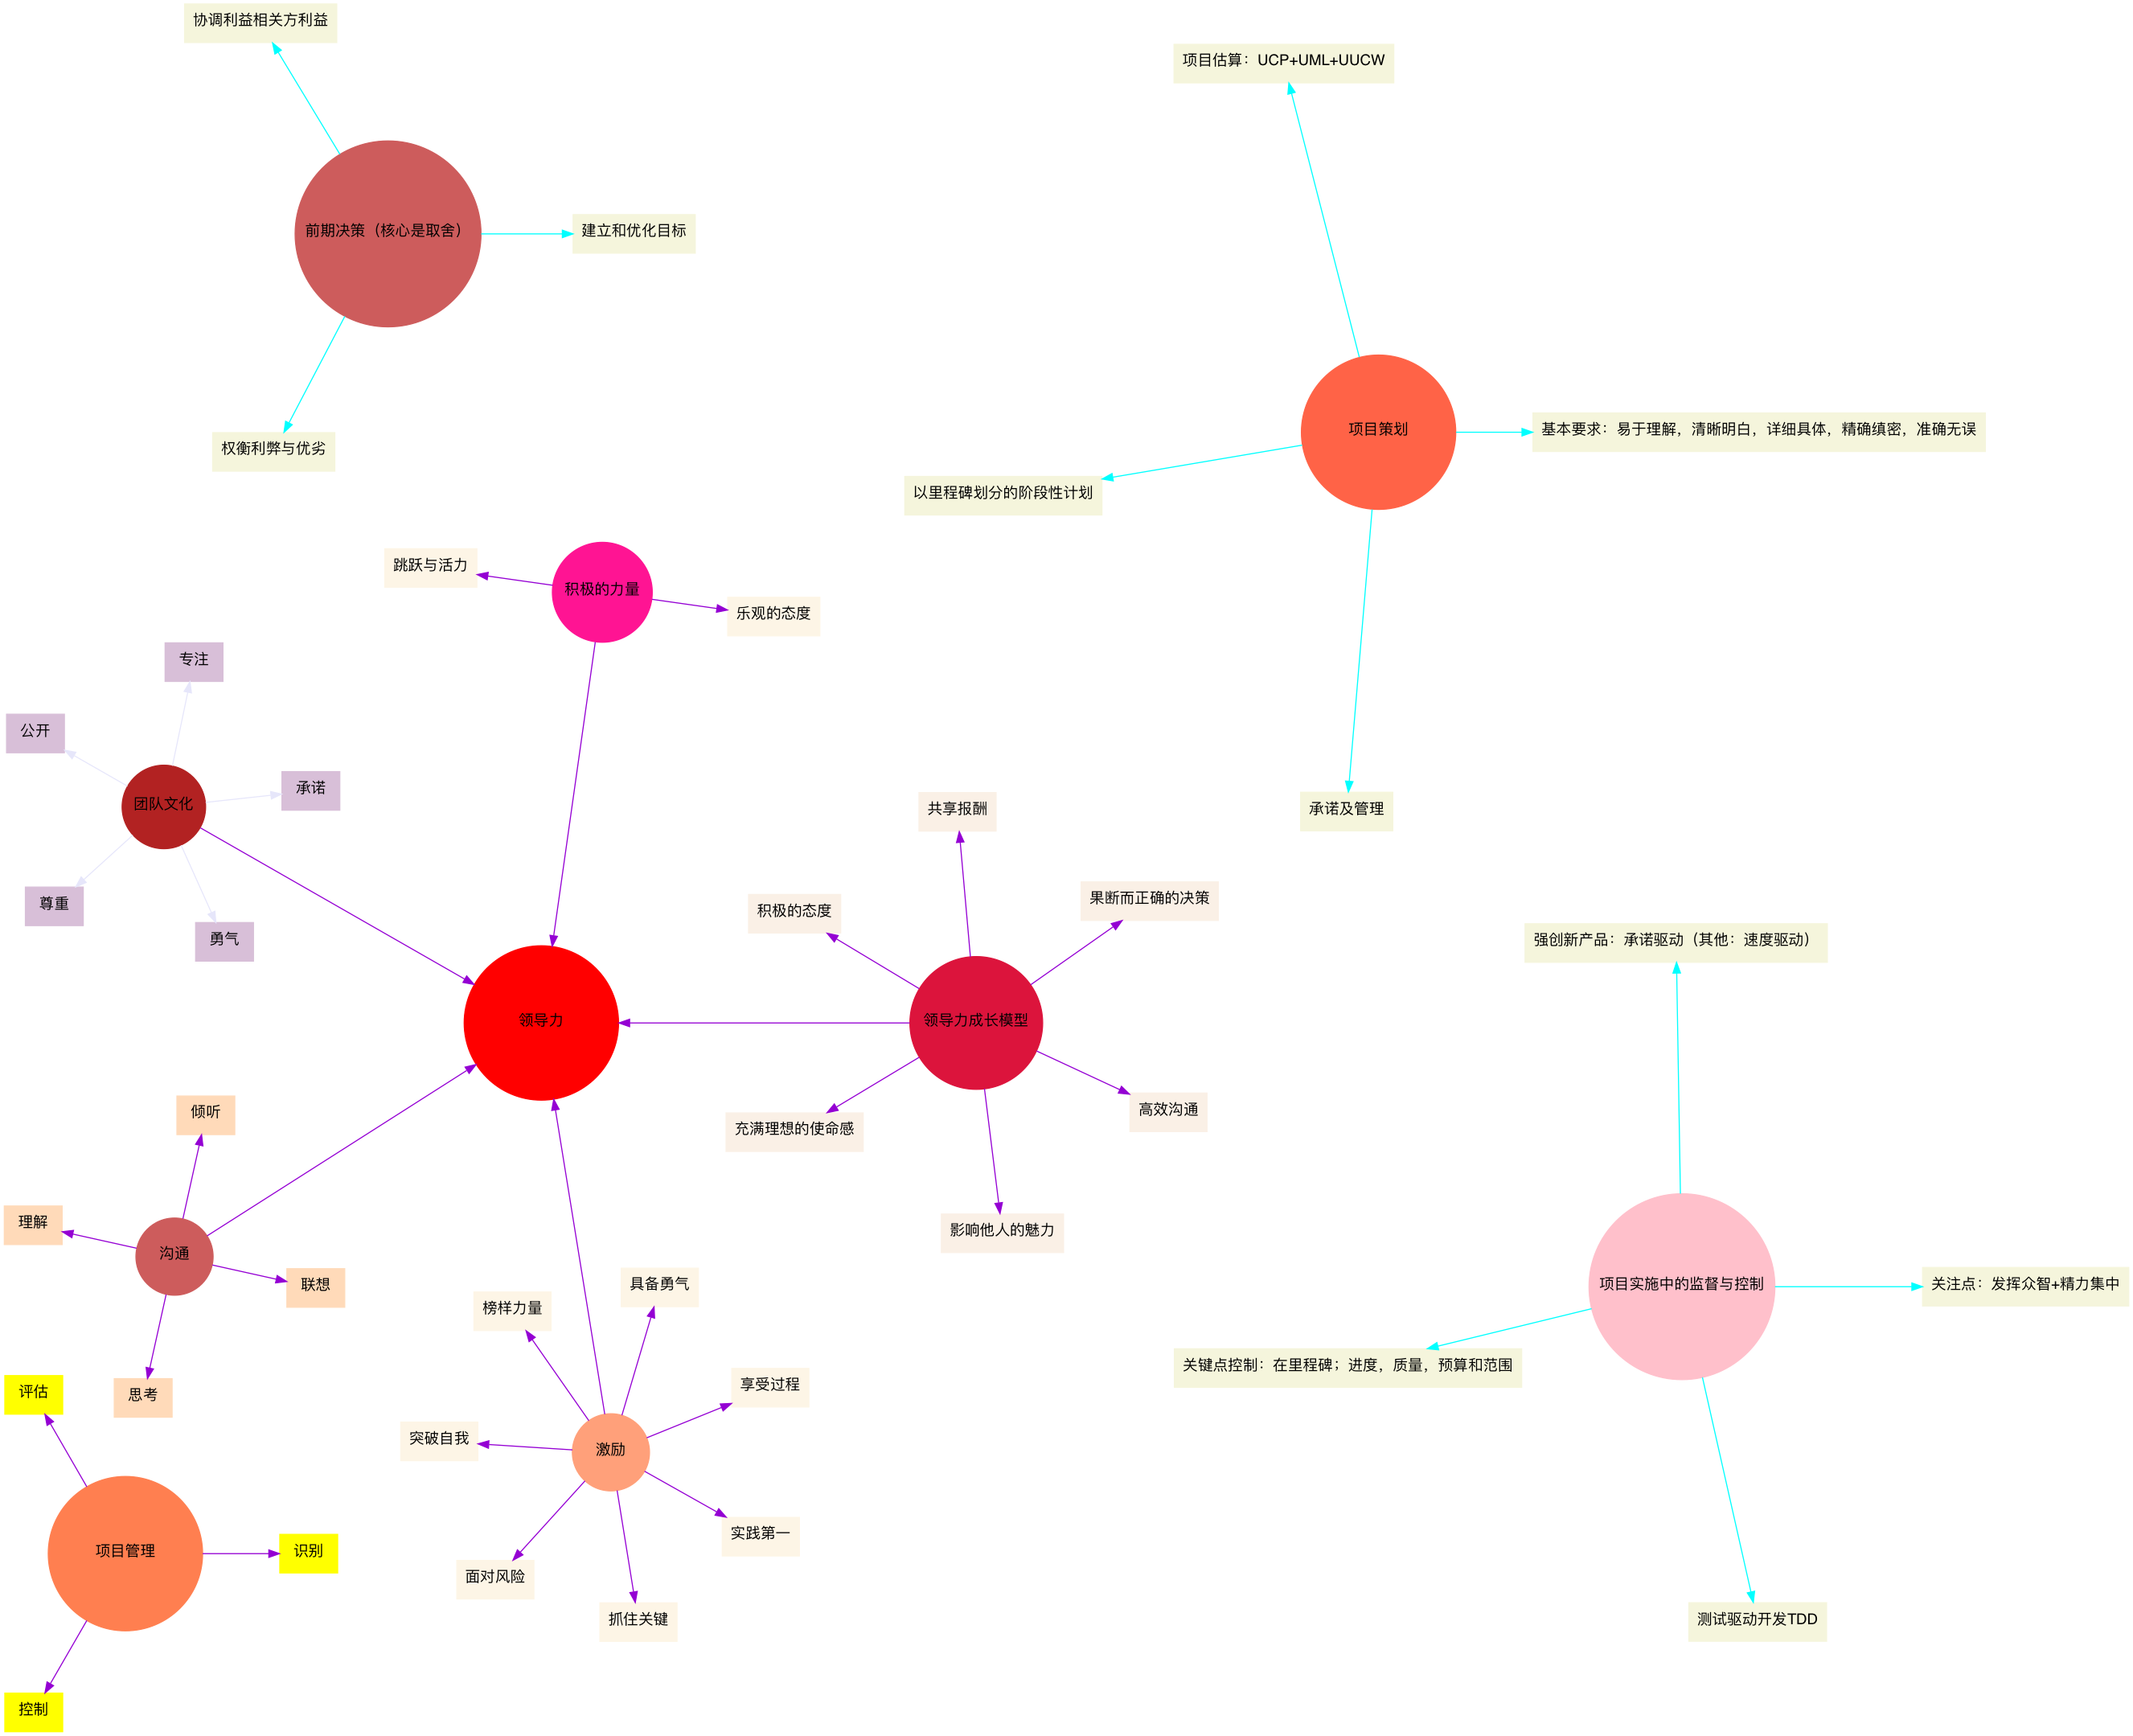 协调利益相关方利益
项目估算：UCP+UML+UUCW
前期决策（核心是取舍）
建立和优化目标
项目策划
基本要求：易于理解，清晰明白，详细具体，精确缜密，准确无误
权衡利弊与优劣
以里程碑划分的阶段性计划
跳跃与活力
积极的力量
乐观的态度
专注
公开
承诺
团队文化
共享报酬
承诺及管理
尊重
积极的态度
果断而正确的决策
勇气
强创新产品：承诺驱动（其他：速度驱动）
领导力
领导力成长模型
倾听
充满理想的使命感
高效沟通
理解
影响他人的魅力
沟通
联想
具备勇气
项目实施中的监督与控制
关注点：发挥众智+精力集中
榜样力量
关键点控制：在里程碑；进度，质量，预算和范围
评估
思考
享受过程
突破自我
激励
项目管理
识别
实践第一
面对风险
抓住关键
测试驱动开发TDD
控制